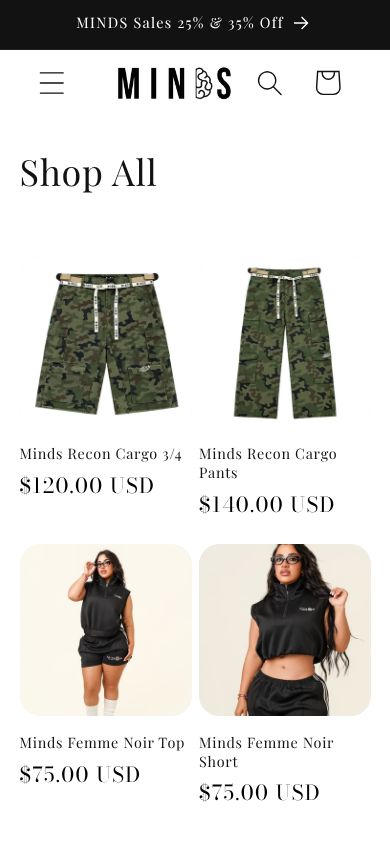 MINDS Sales 25% & 35% Off
MINDS
Shop All
Minds Recon Cargo 3/4
$120.00 USD
Minds Recon Cargo
Pants
$140.00 USD
Minds Femme Noir Top
$75.00 USD
Minds Femme Noir
Short
$75.00 USD